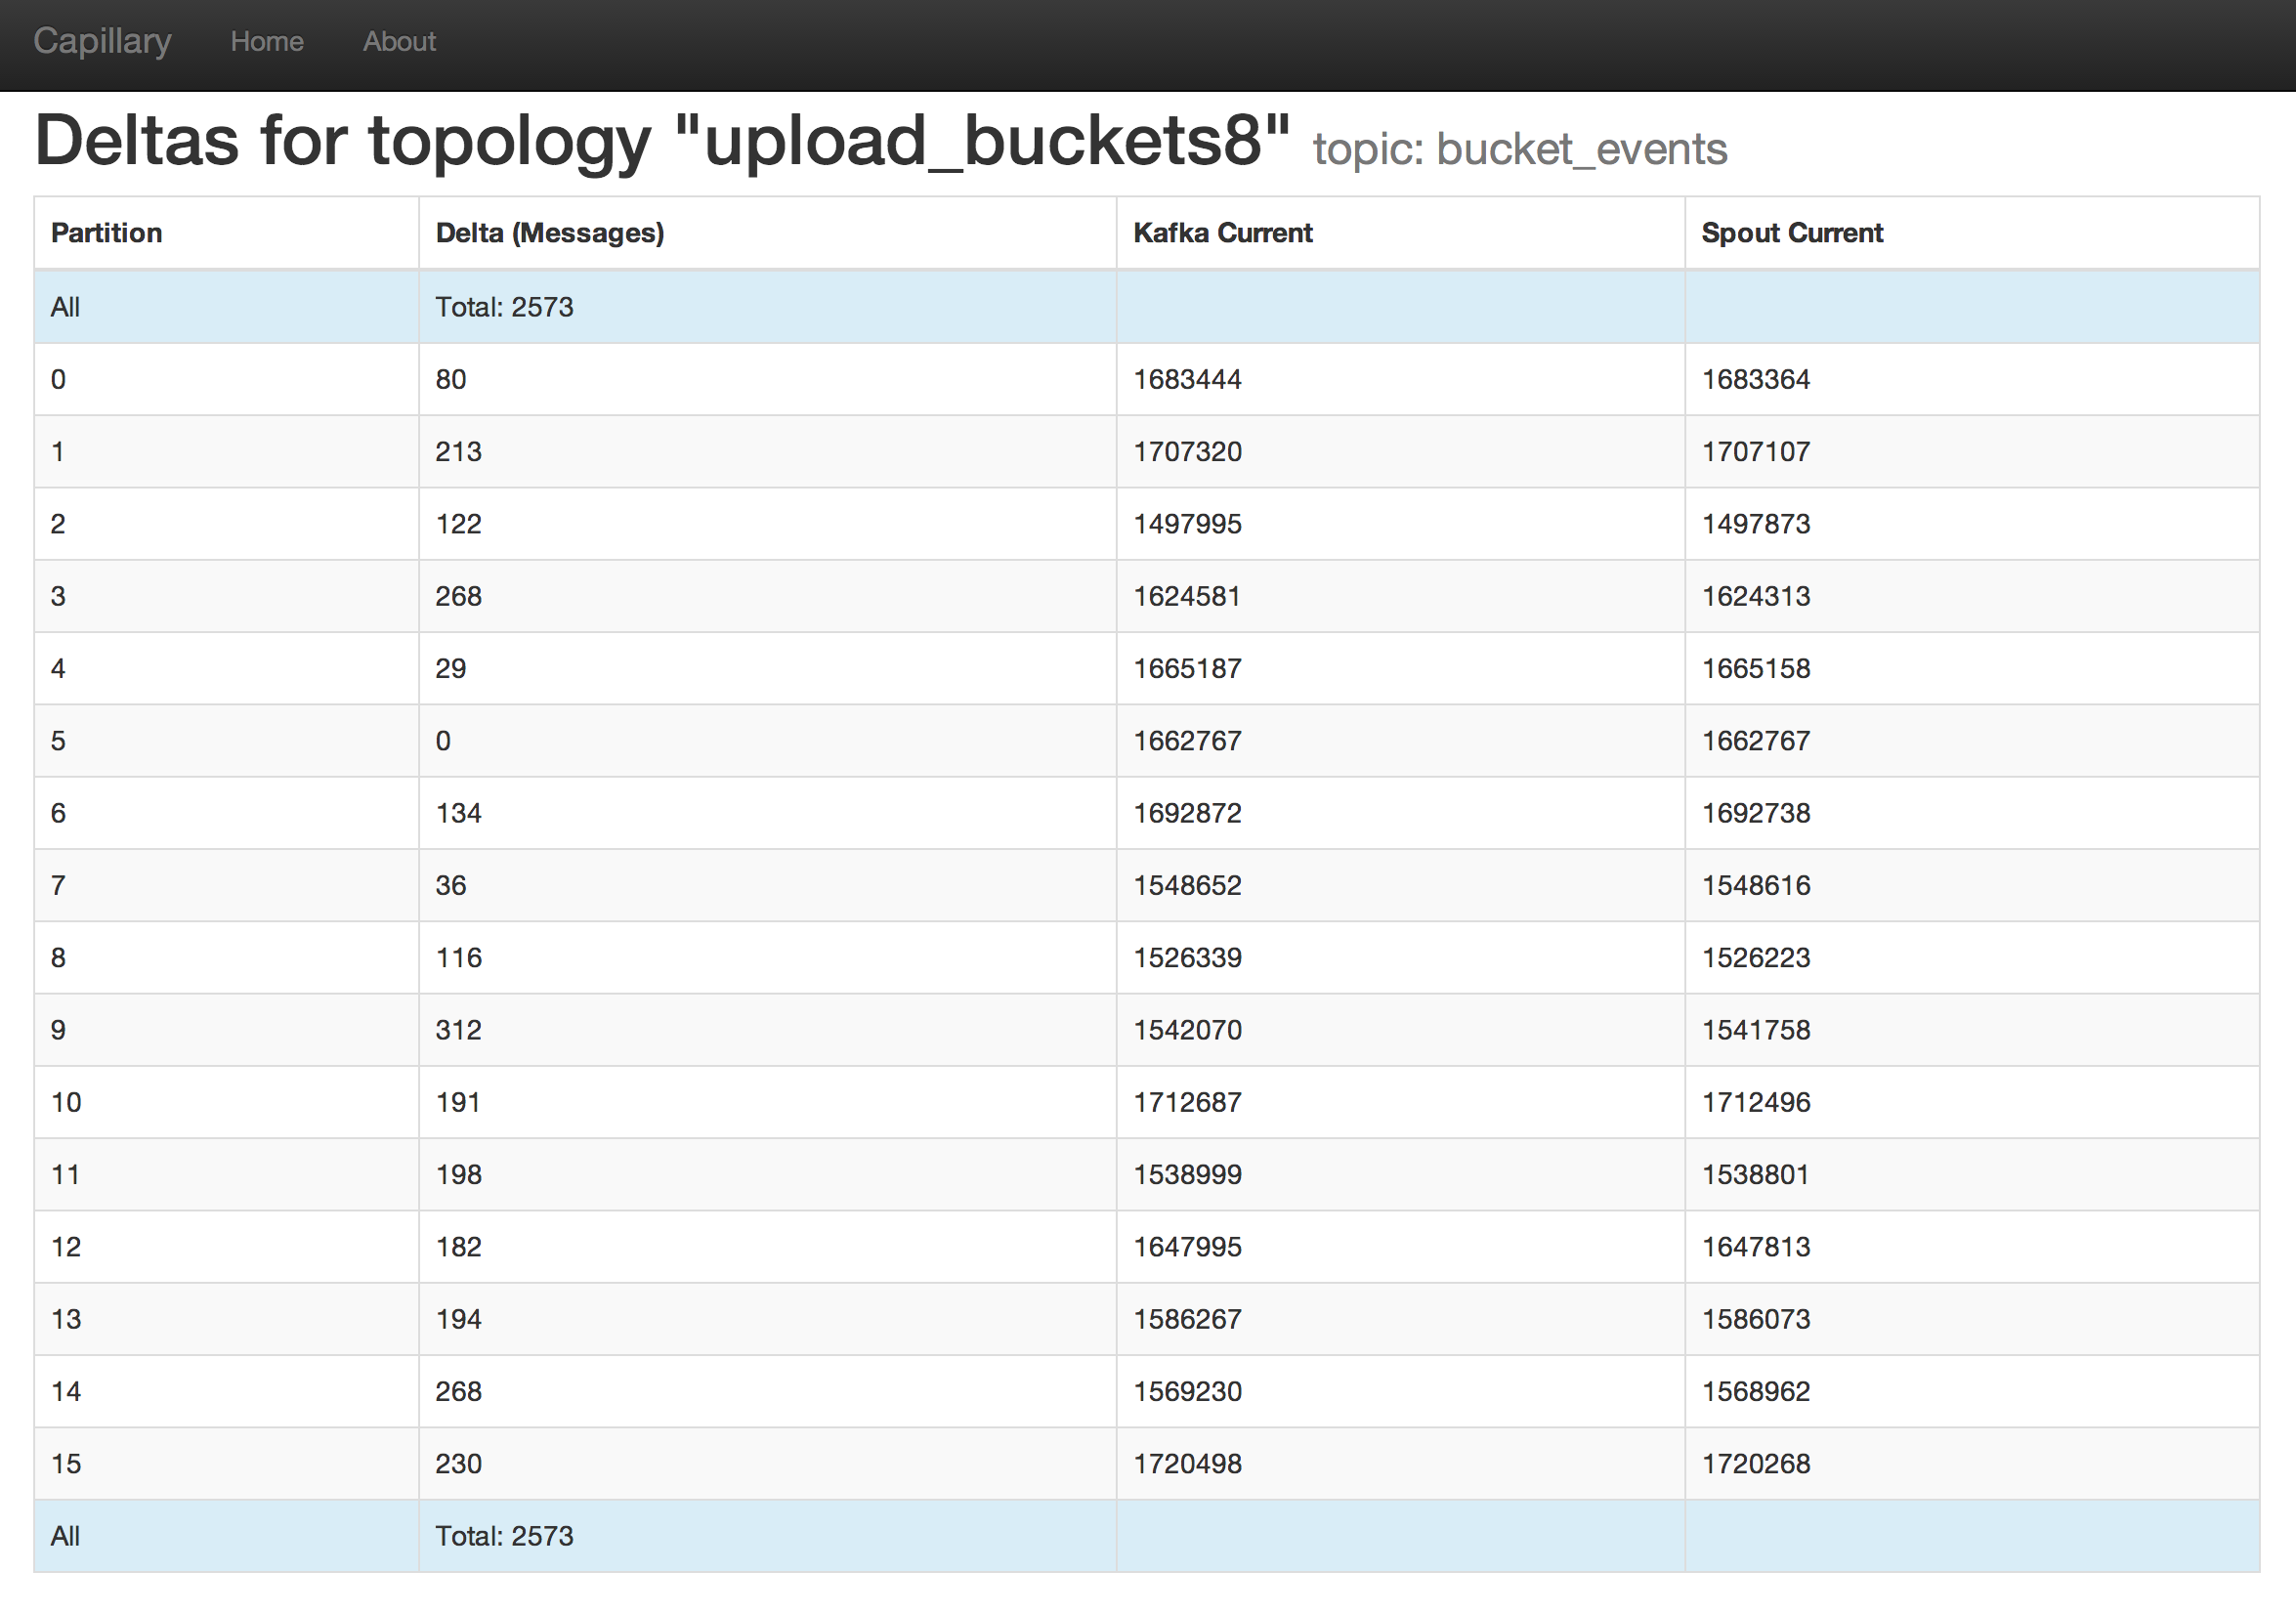 Capillary Home About
Deltas for topology "upload_buckets8" topic: bucket_events
Partition Delta (Messages) Kafka Current Spout Current
All Total: 2573
0 80 1683444 1683364
1 213 1707320 1707107
2 122 1497995 1497873
3 268 1624581 1624313
4 29 1665187 1665158
5 0 1662767 1662767
6 134 1692872 1692738
7 36 1548652 1548616
8 116 1526339 1526223
9 312 1542070 1541758
10 191 1712687 1712496
11 198 1538999 1538801
12 182 1647995 1647813
13 194 1586267 1586073
14 268 1569230 1568962
15 230 1720498 1720268
All Total: 2573